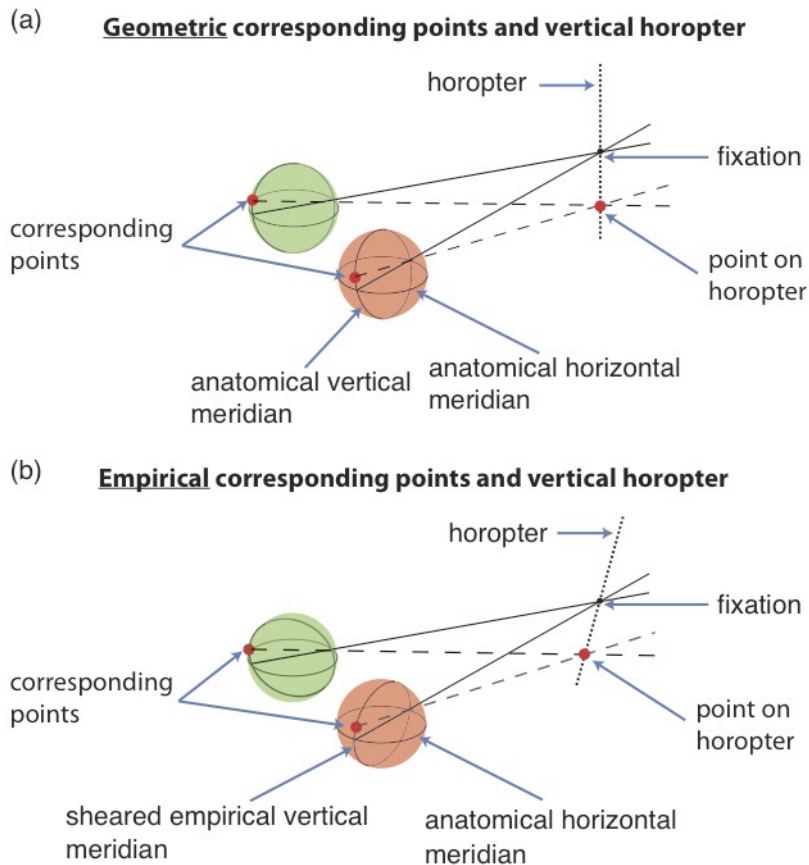 (a)
Geometric corresponding points and vertical horopter
horopter
fixation
corresponding
points
point on
horopter
anatomical vertical
meridian
anatomical horizontal
meridian
(b)
Empirical corresponding points and vertical horopter
horopter
fixation
corresponding
points
point on
horopter
sheared empirical vertical
meridian
anatomical horizontal
meridian